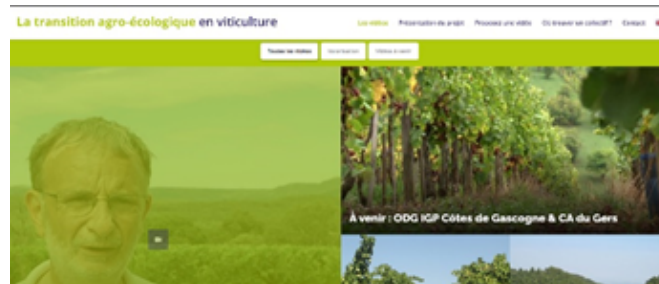 La transition agro-écologique en viticulture
Les vidéos Présentation du projet Proposez une vidéo Où trouver un collectif? Contact
Toutes les vidéos Vidéos à venir
À venir : ODG IGP Côtes de Gascogne & CA du Gers